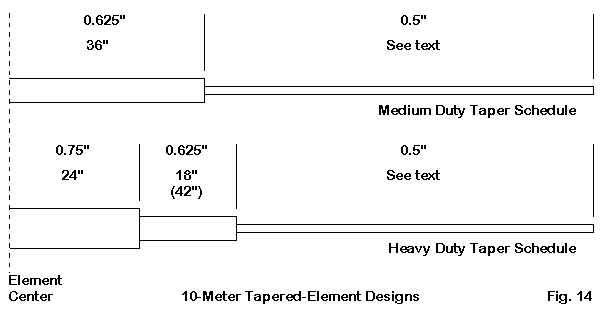 0.625" 0.5"
36" See text
Medium Duty Taper Schedule
0.75" 0.625" 0.5"
24" 18" See text
(42")
Heavy Duty Taper Schedule
Element
Center 10-Meter Tapered-Element Designs Fig. 14